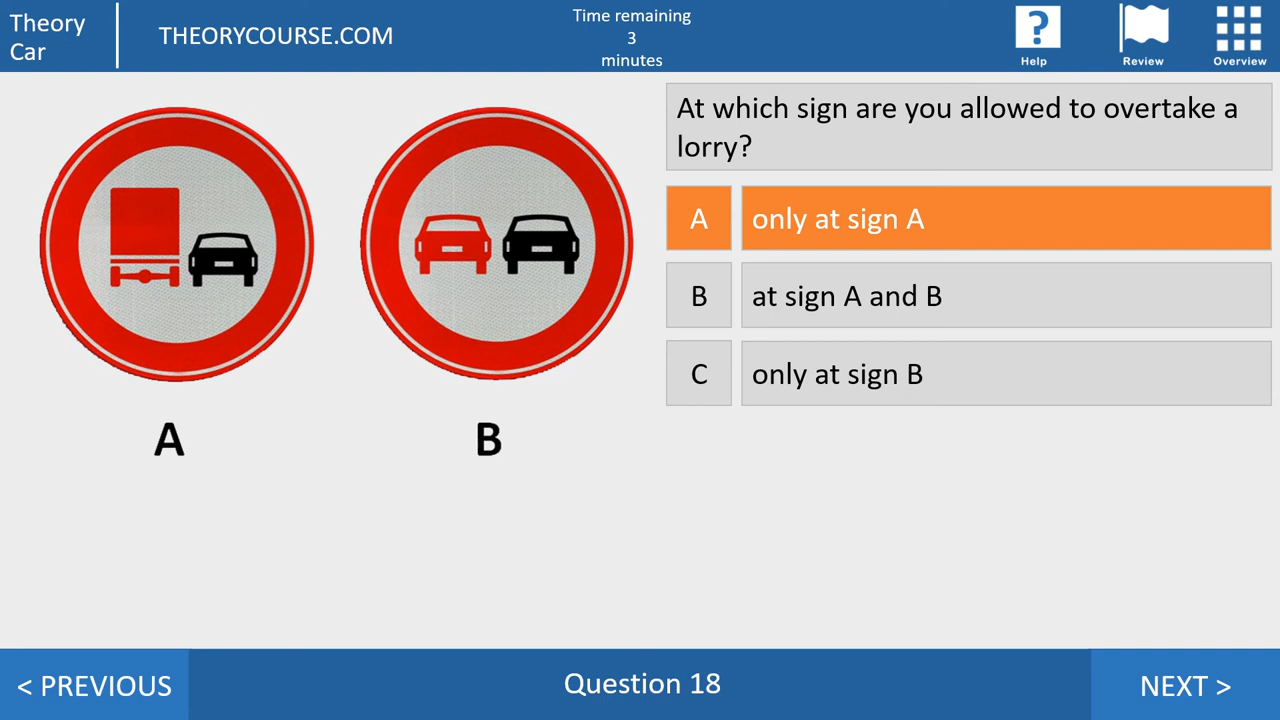 Theory
Car
THEORYCOURSE.COM
Time remaining
3
minutes
?
Help
Review
Overview
At which sign are you allowed to overtake a
lorry?
A only at sign A
B at sign A and B
C only at sign B
A B
< PREVIOUS
Question 18
NEXT >